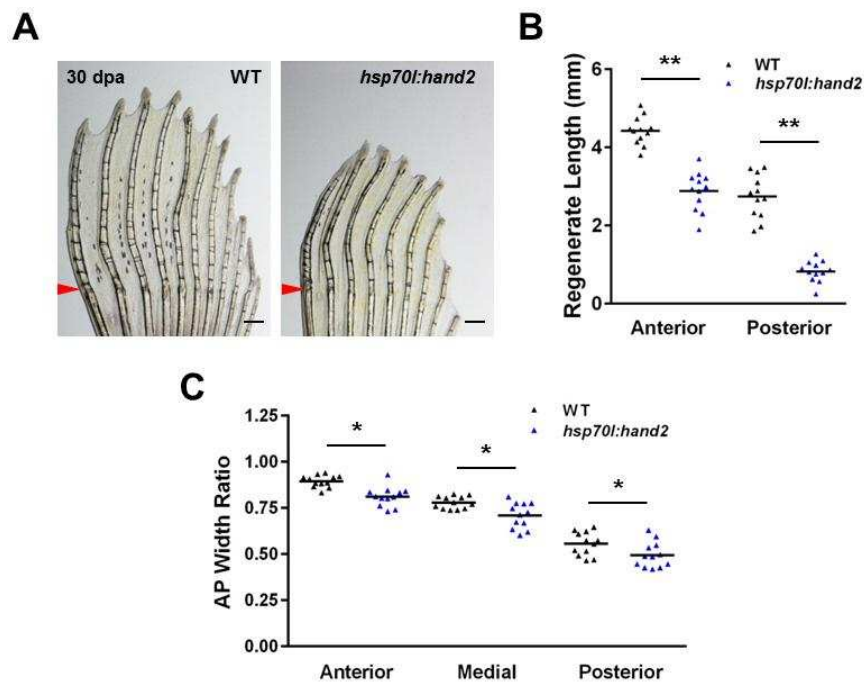 A
30 dpa WT
hsp70l:hand2
B
WT
hsp70l:hand2
Regenerate Length (mm)
6
4
2
0
**
**
Anterior Posterior
C
WT
hsp70l:hand2
AP Width Ratio
1.25
1.00
0.75
0.50
0.25
0.00
*
*
*
Anterior Medial Posterior